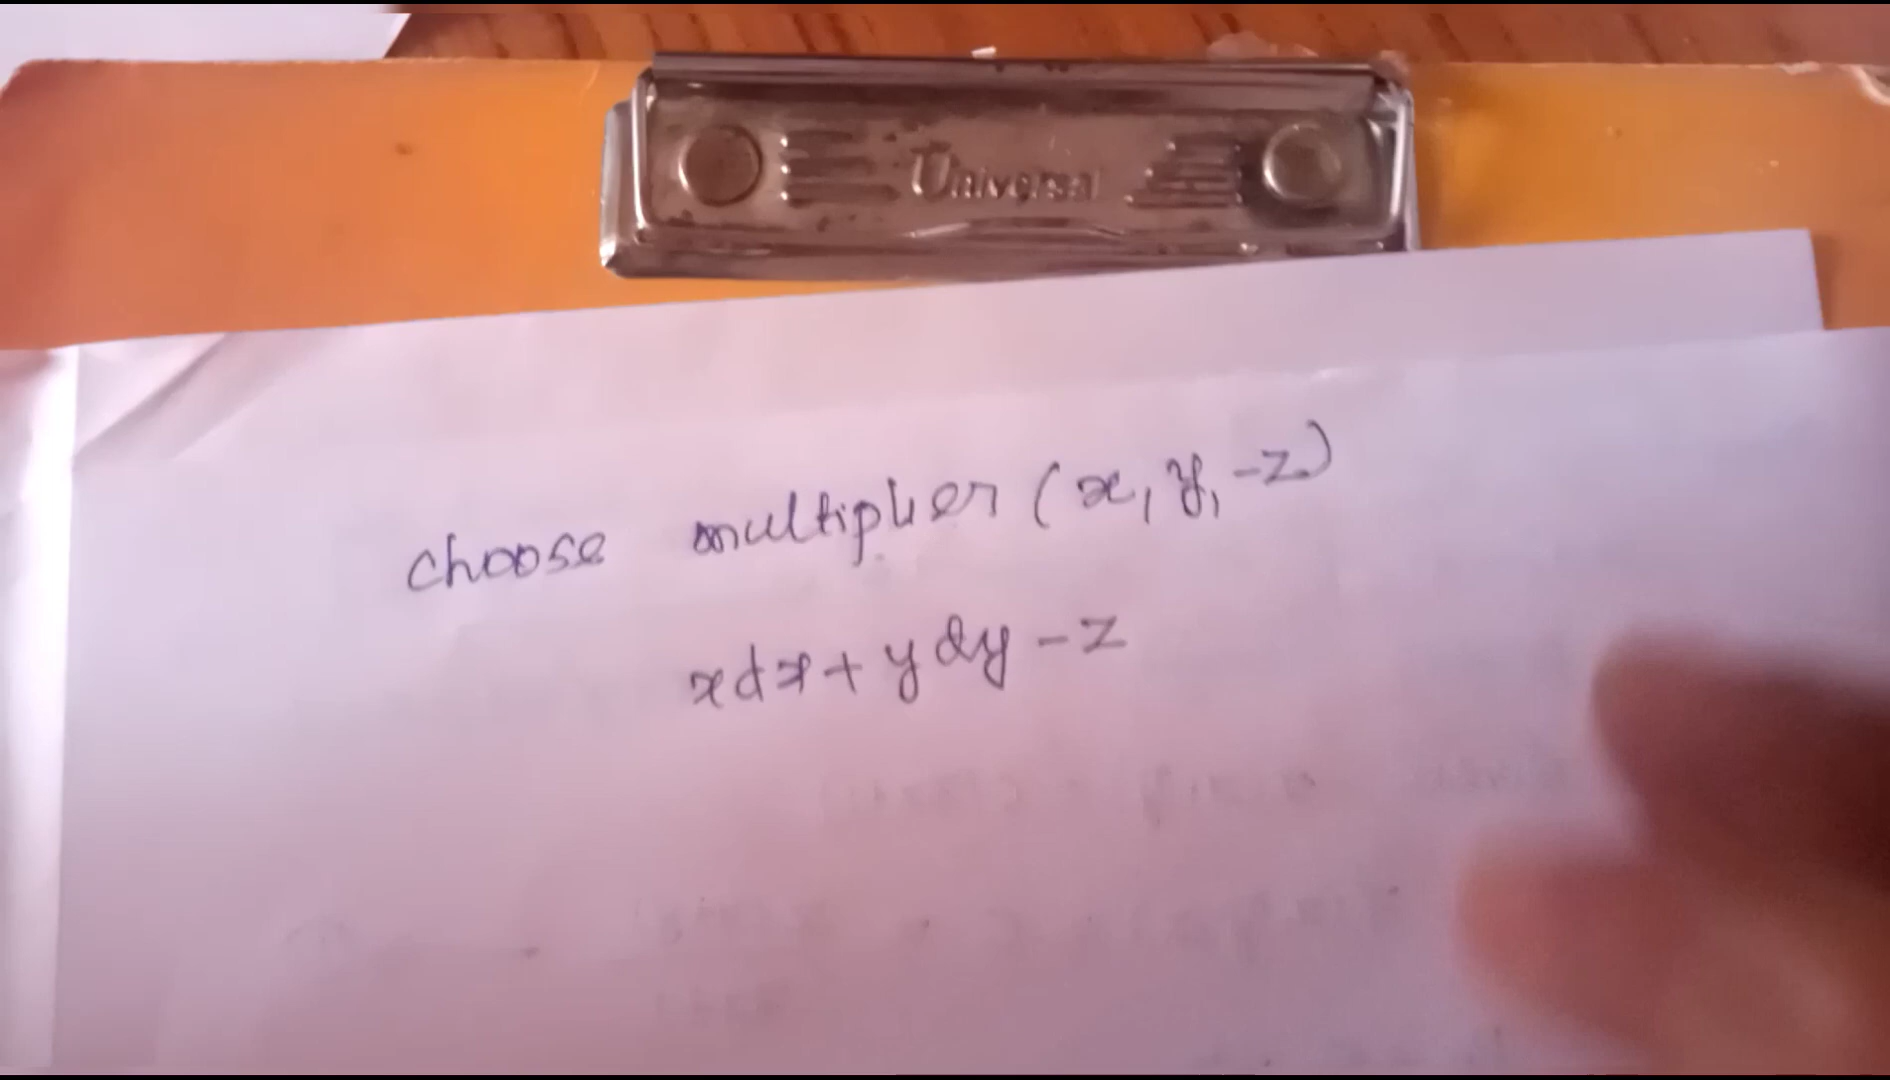 Universal
choose multiplier (x, y, -z)
xdx + ydy - z